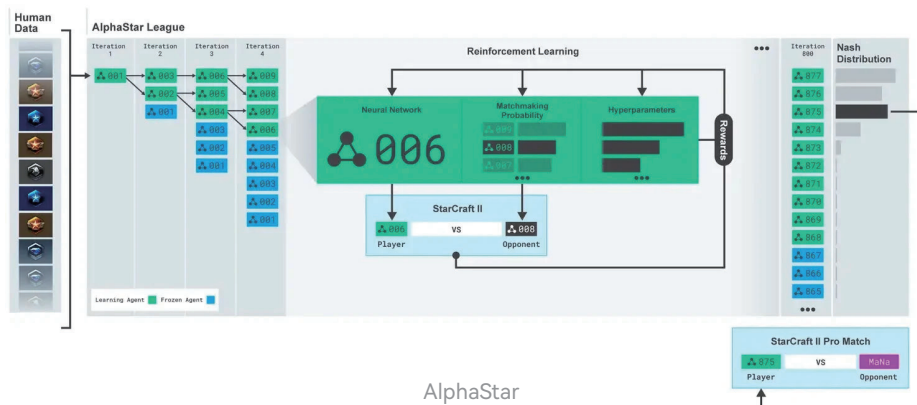 Human
Data
AlphaStar League
Iteration
1
Iteration
2
Iteration
3
Iteration
4
Reinforcement Learning
Iteration
800
Nash
Distribution
001
003
002
001
006
005
004
003
002
001
009
008
007
006
005
004
003
002
001
Neural Network
006
Matchmaking
Probability
008
007
Hyperparameters
Rewards
StarCraft II
006
VS
008
Player
Opponent
877
876
875
874
873
872
871
870
869
868
867
866
865
Learning Agent
Frozen Agent
StarCraft II Pro Match
875
VS
MaNa
Player
Opponent
AlphaStar